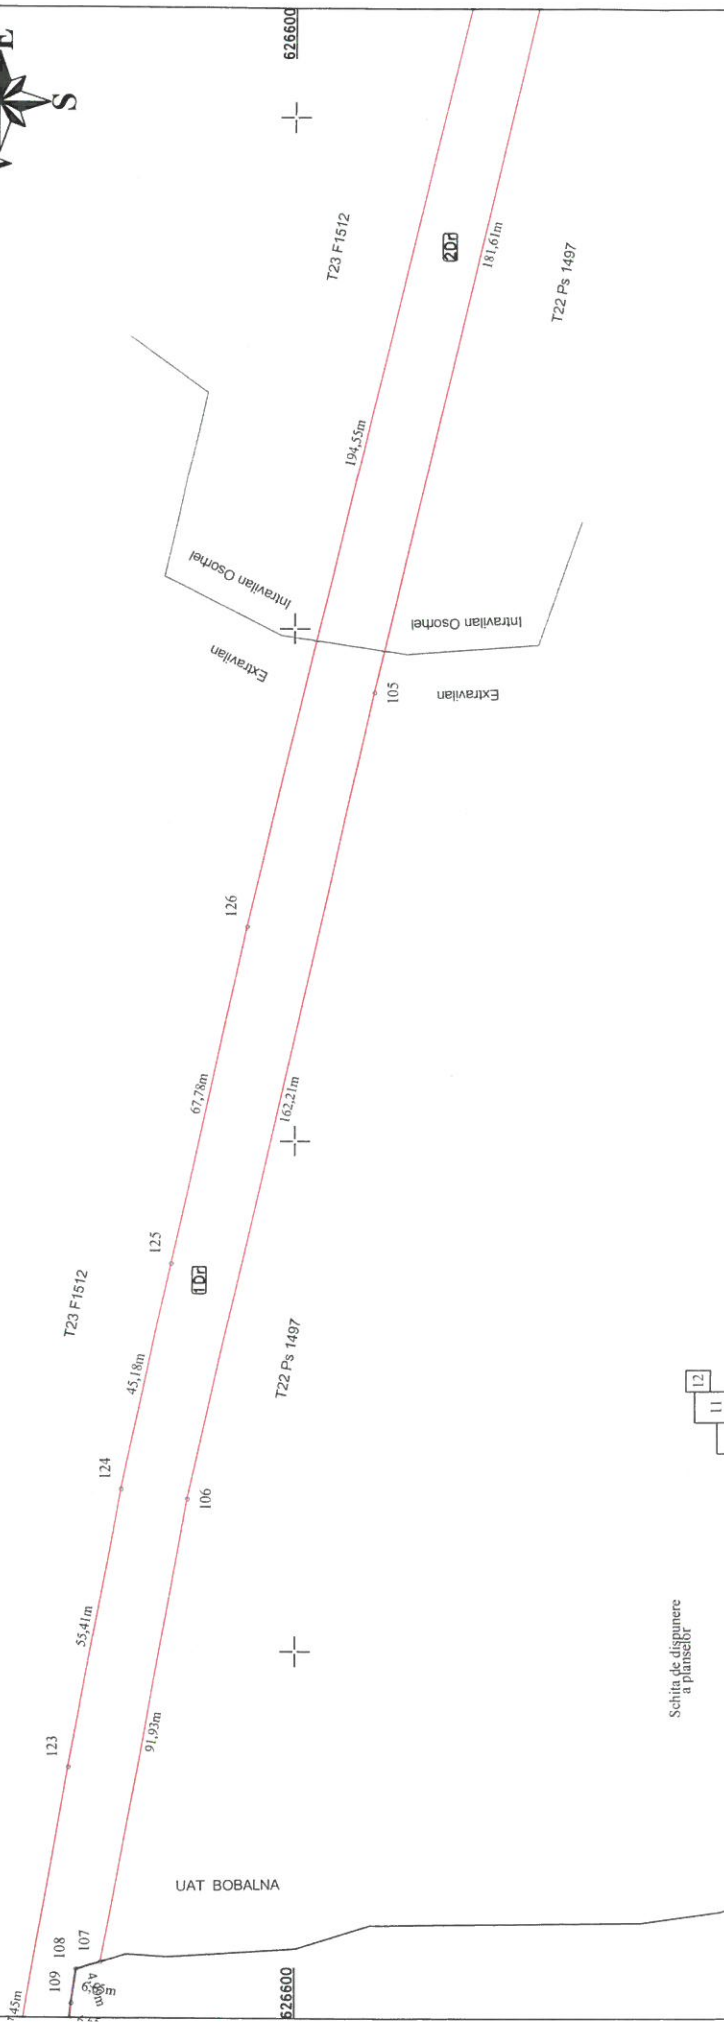 E
S
626600
T23 F1512
2Dr
181,61m
T22 Ps 1497
194,55m
Intravilan Osorhel
Extravilan
Intravilan Osorhel
Extravilan
105
126
67,78m
162,21m
125
1Dr
T23 F1512
45,18m
T22 Ps 1497
124
106
55,41m
91,93m
123
12
11
Schita de dispunere
a planselor
UAT BOBALNA
107
108
109
626600